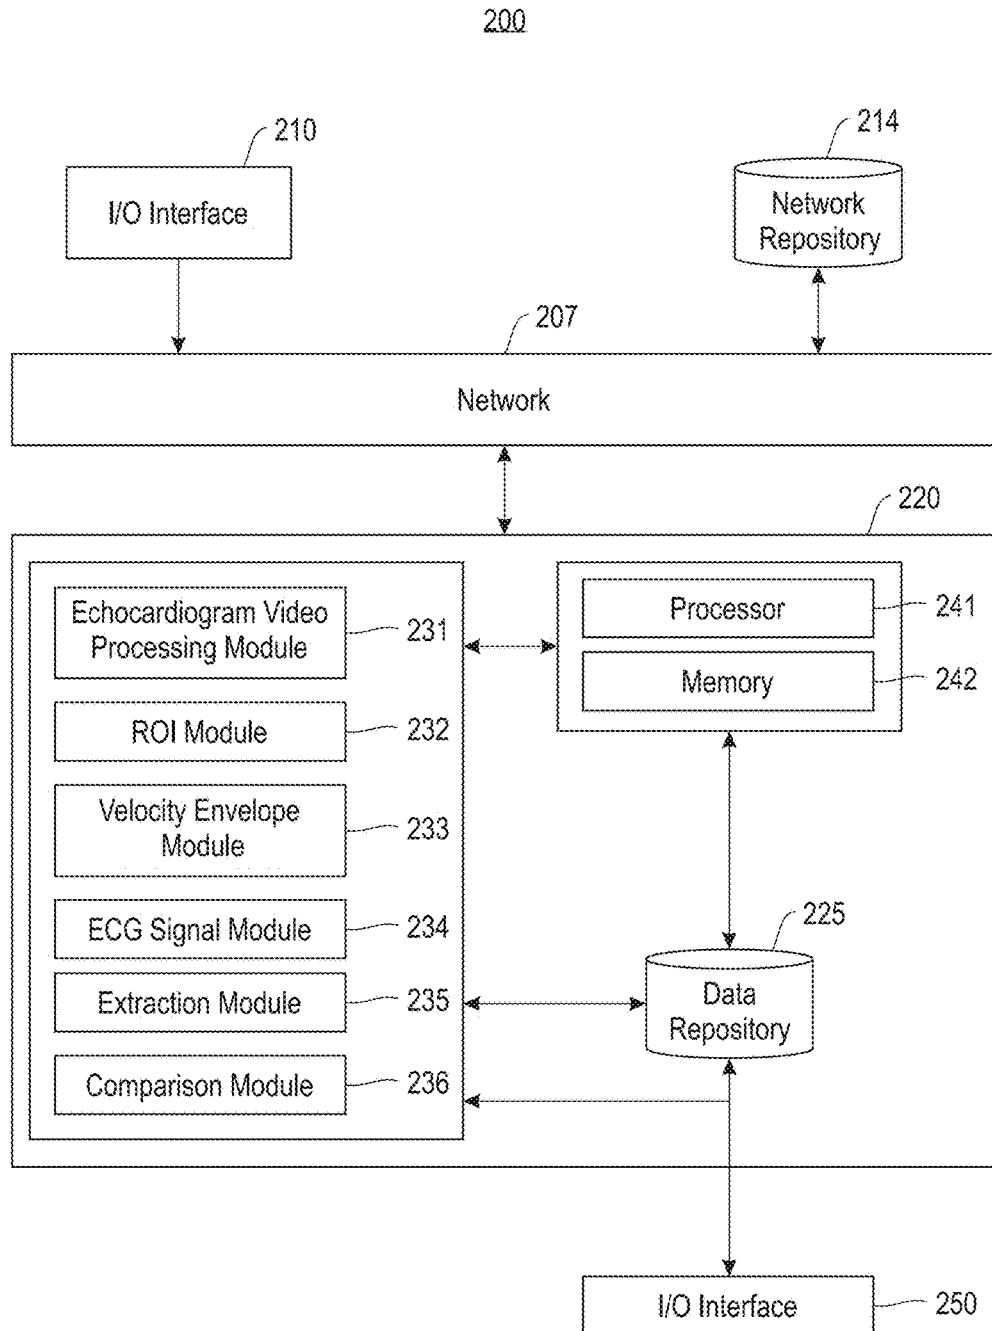 200
210
214
I/O Interface
Network
Repository
207
Network
220
Echocardiogram Video
Processing Module
231
Processor
241
Memory
242
ROI Module
232
Velocity Envelope
Module
233
ECG Signal Module
234
225
Extraction Module
235
Data
Repository
Comparison Module
236
I/O Interface
250